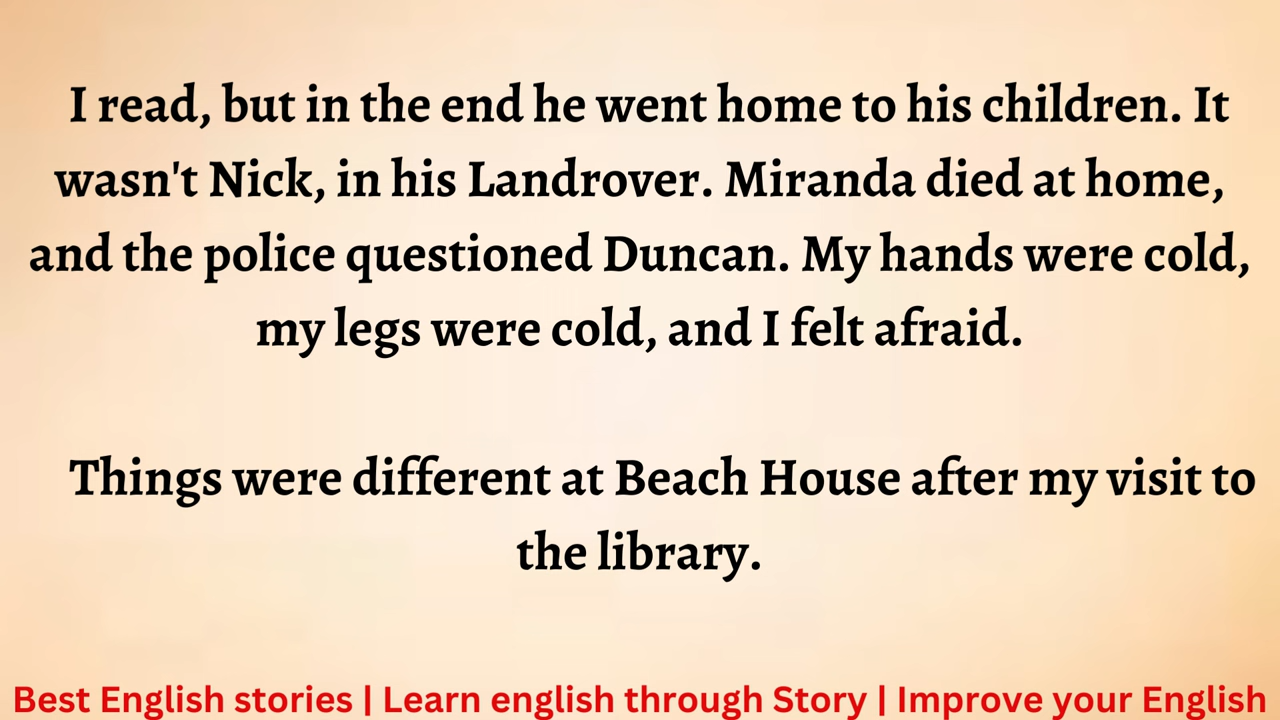 I read, but in the end he went home to his children. It
wasn't Nick, in his Landrover. Miranda died at home,
and the police questioned Duncan. My hands were cold,
my legs were cold, and I felt afraid.
Things were different at Beach House after my visit to
the library.
Best English stories | Learn english through Story | Improve your English